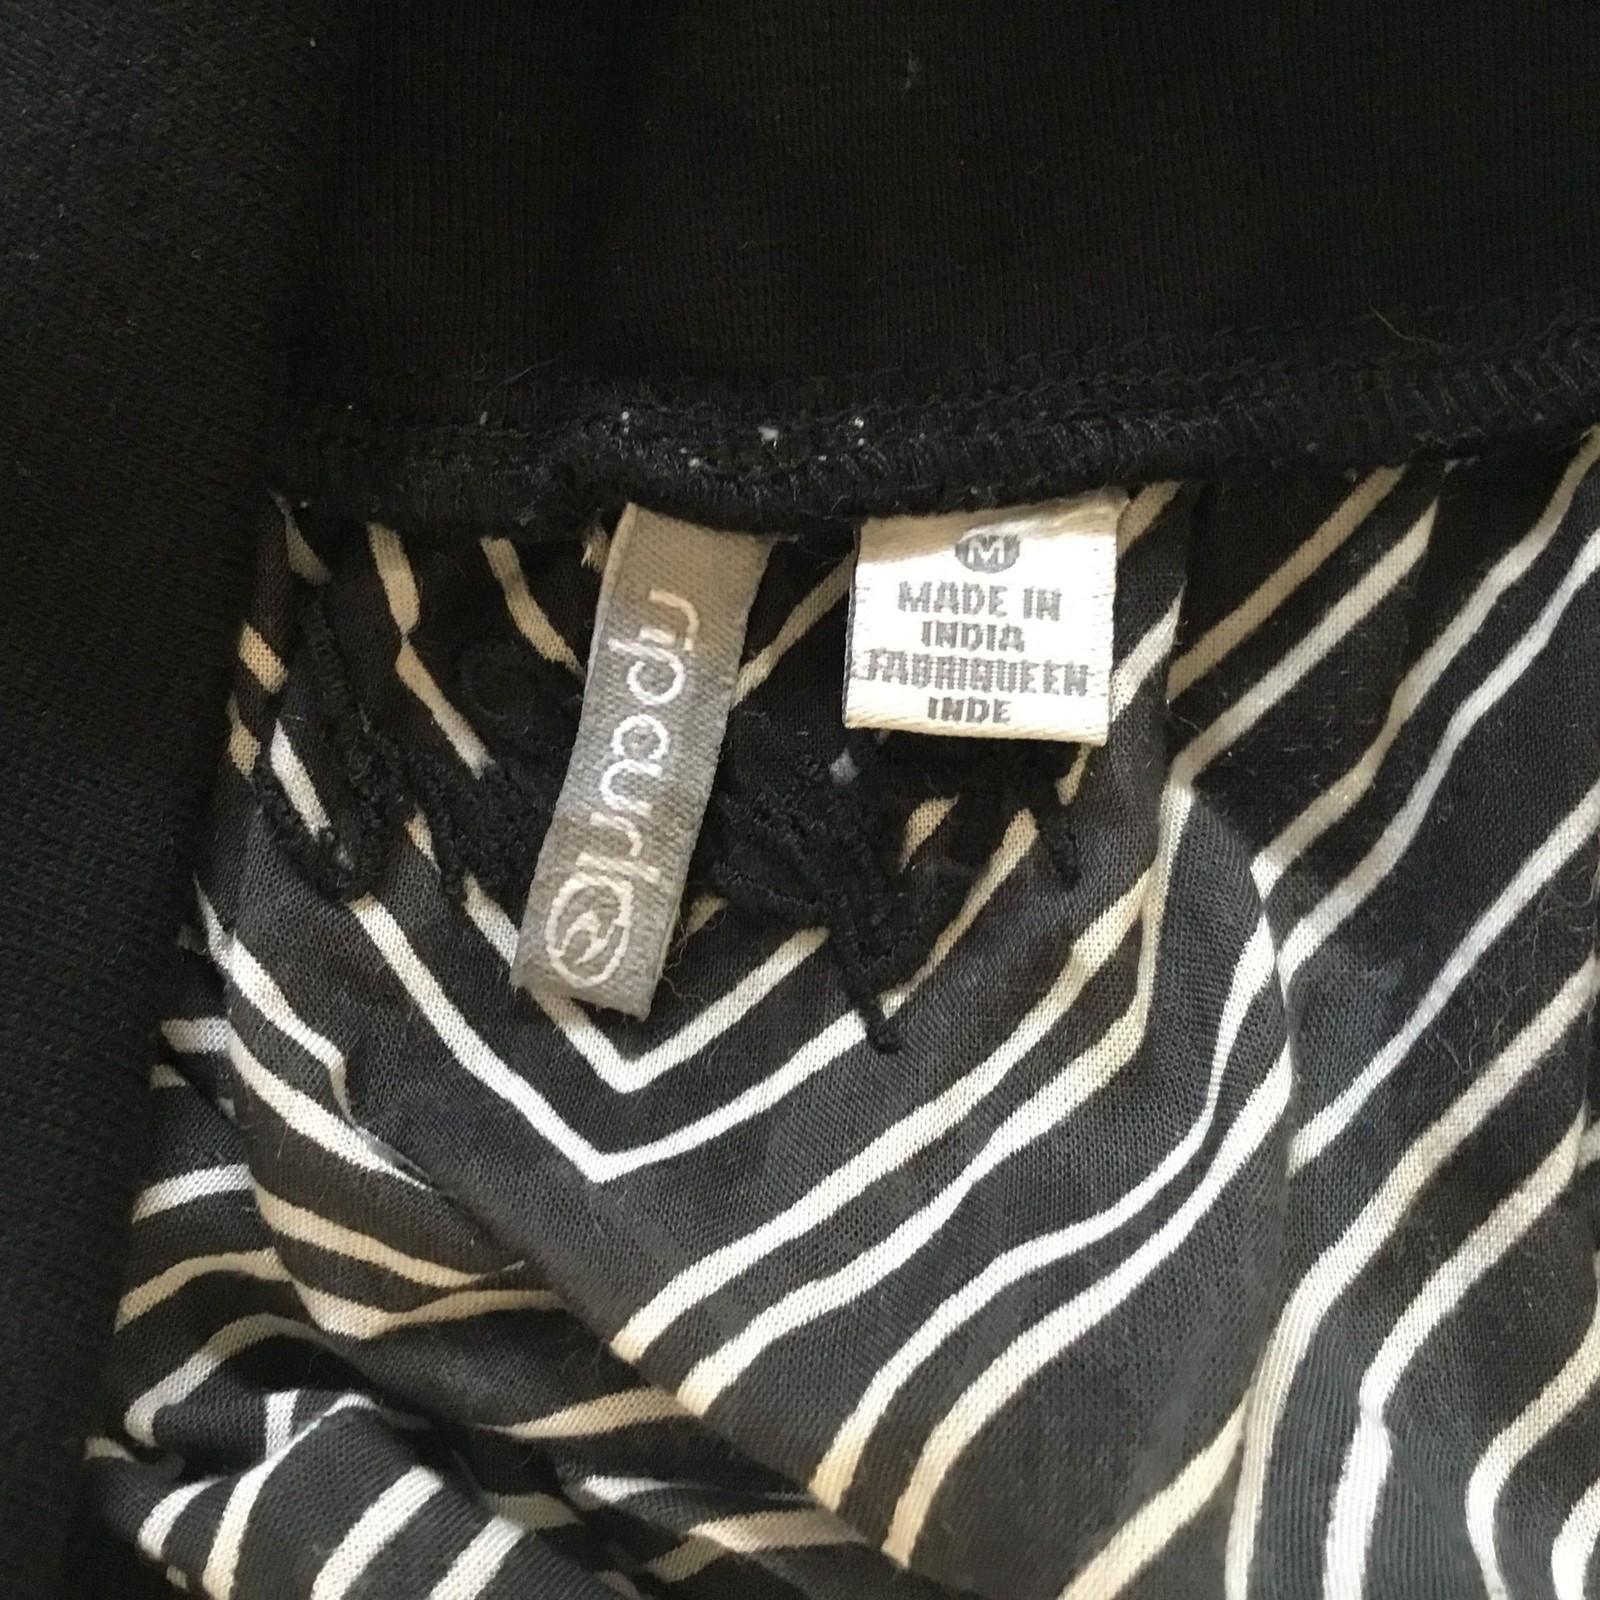 ripcurl
M
MADE IN
INDIA
FABRIQUEEN
INDE